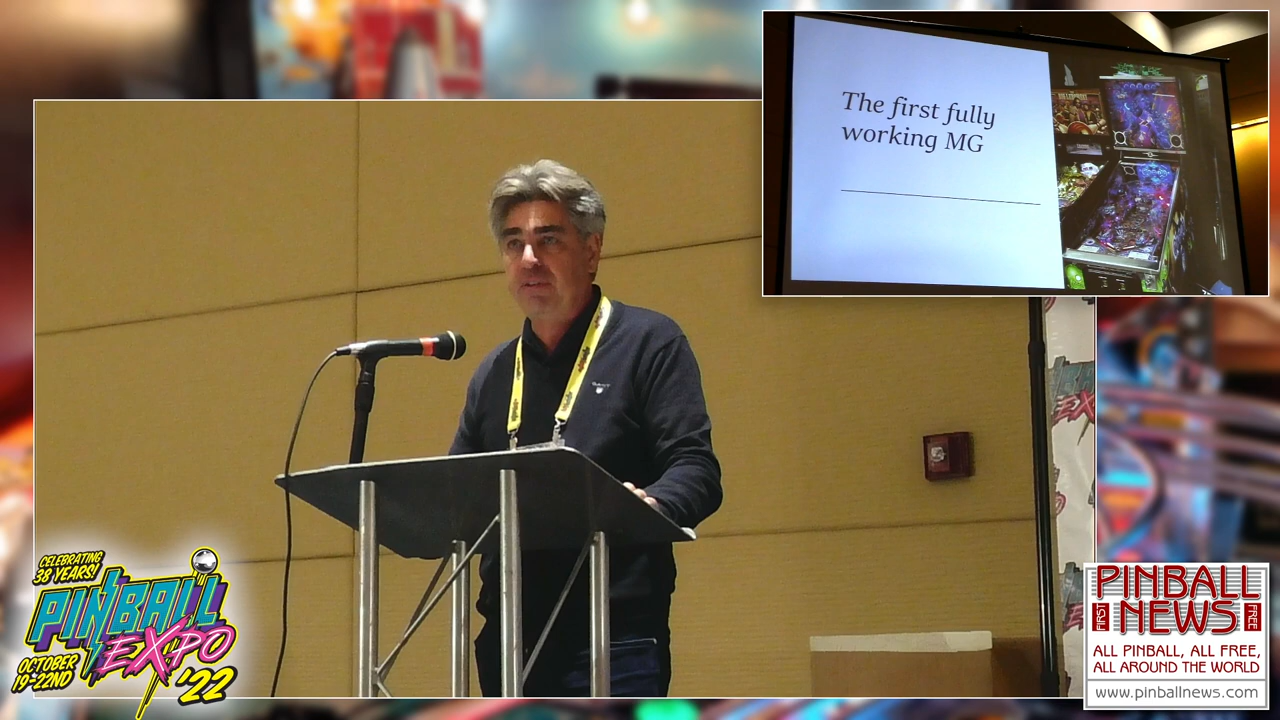 The first fully
working MG
CELEBRATING
38 YEARS!
PINBALL
EXPO
OCTOBER
19-22ND
'22
PINBALL
NEWS
FIRST
FREE
ALL PINBALL, ALL FREE,
ALL AROUND THE WORLD
www.pinballnews.com